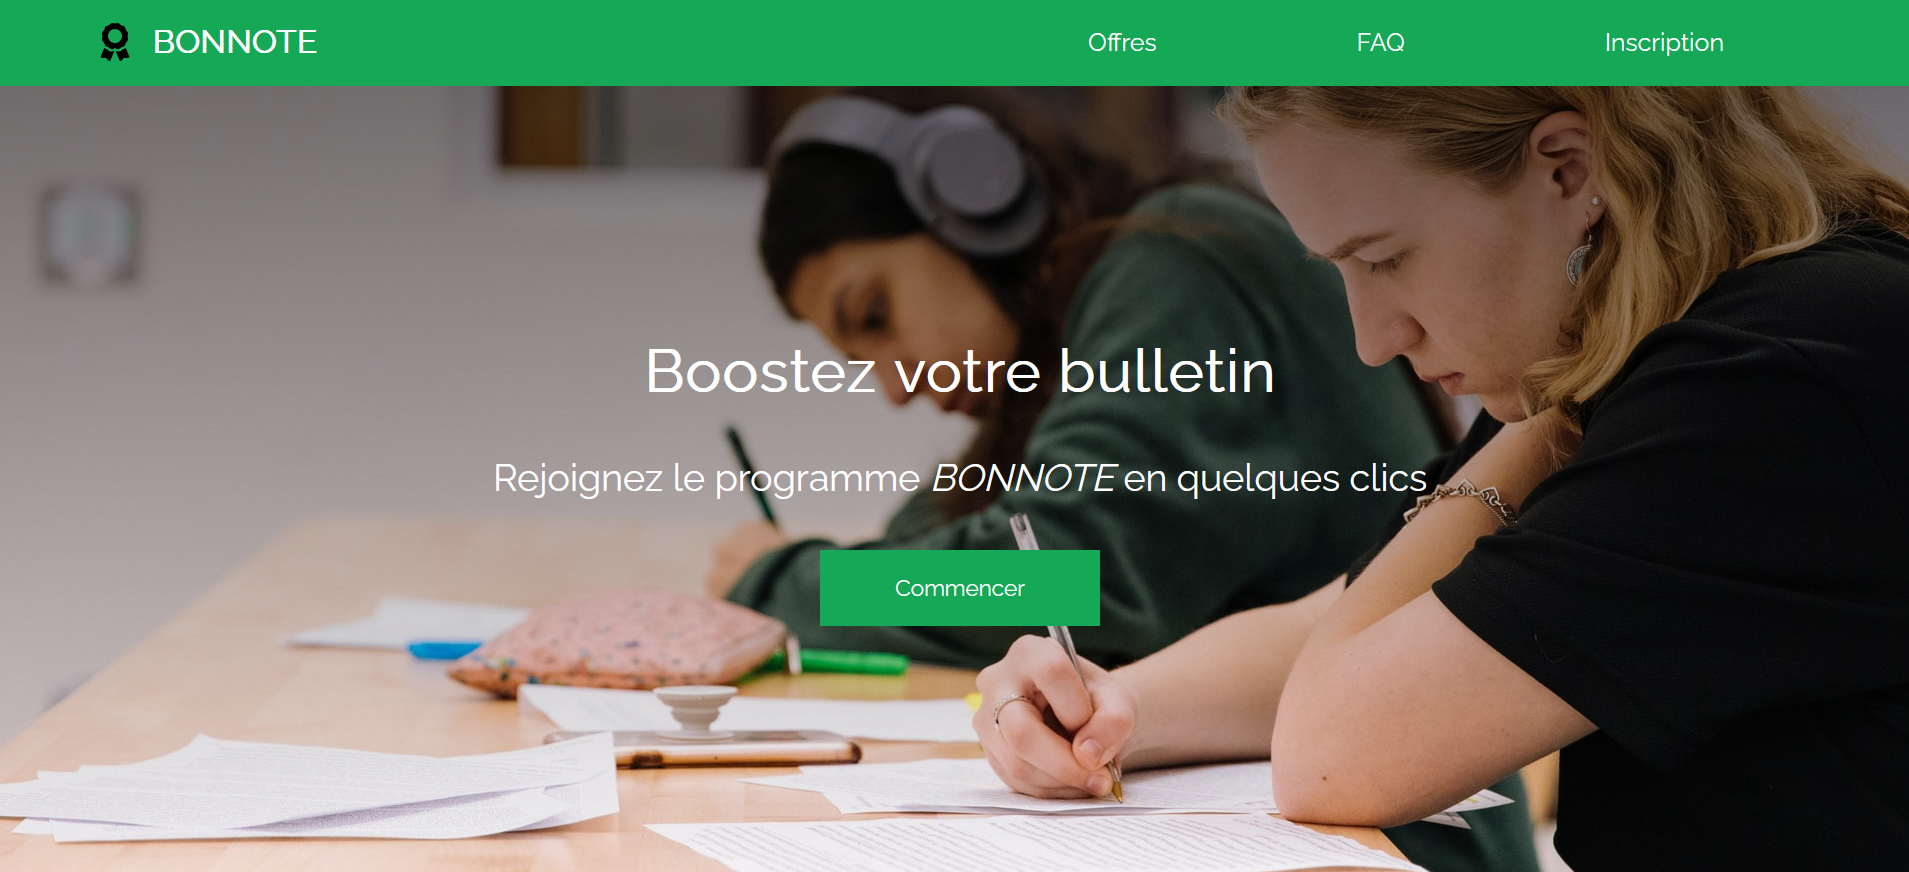 BONNOTE
Offres
FAQ
Inscription
Boostez votre bulletin
Rejoignez le programme BONNOTE en quelques clics
Commencer